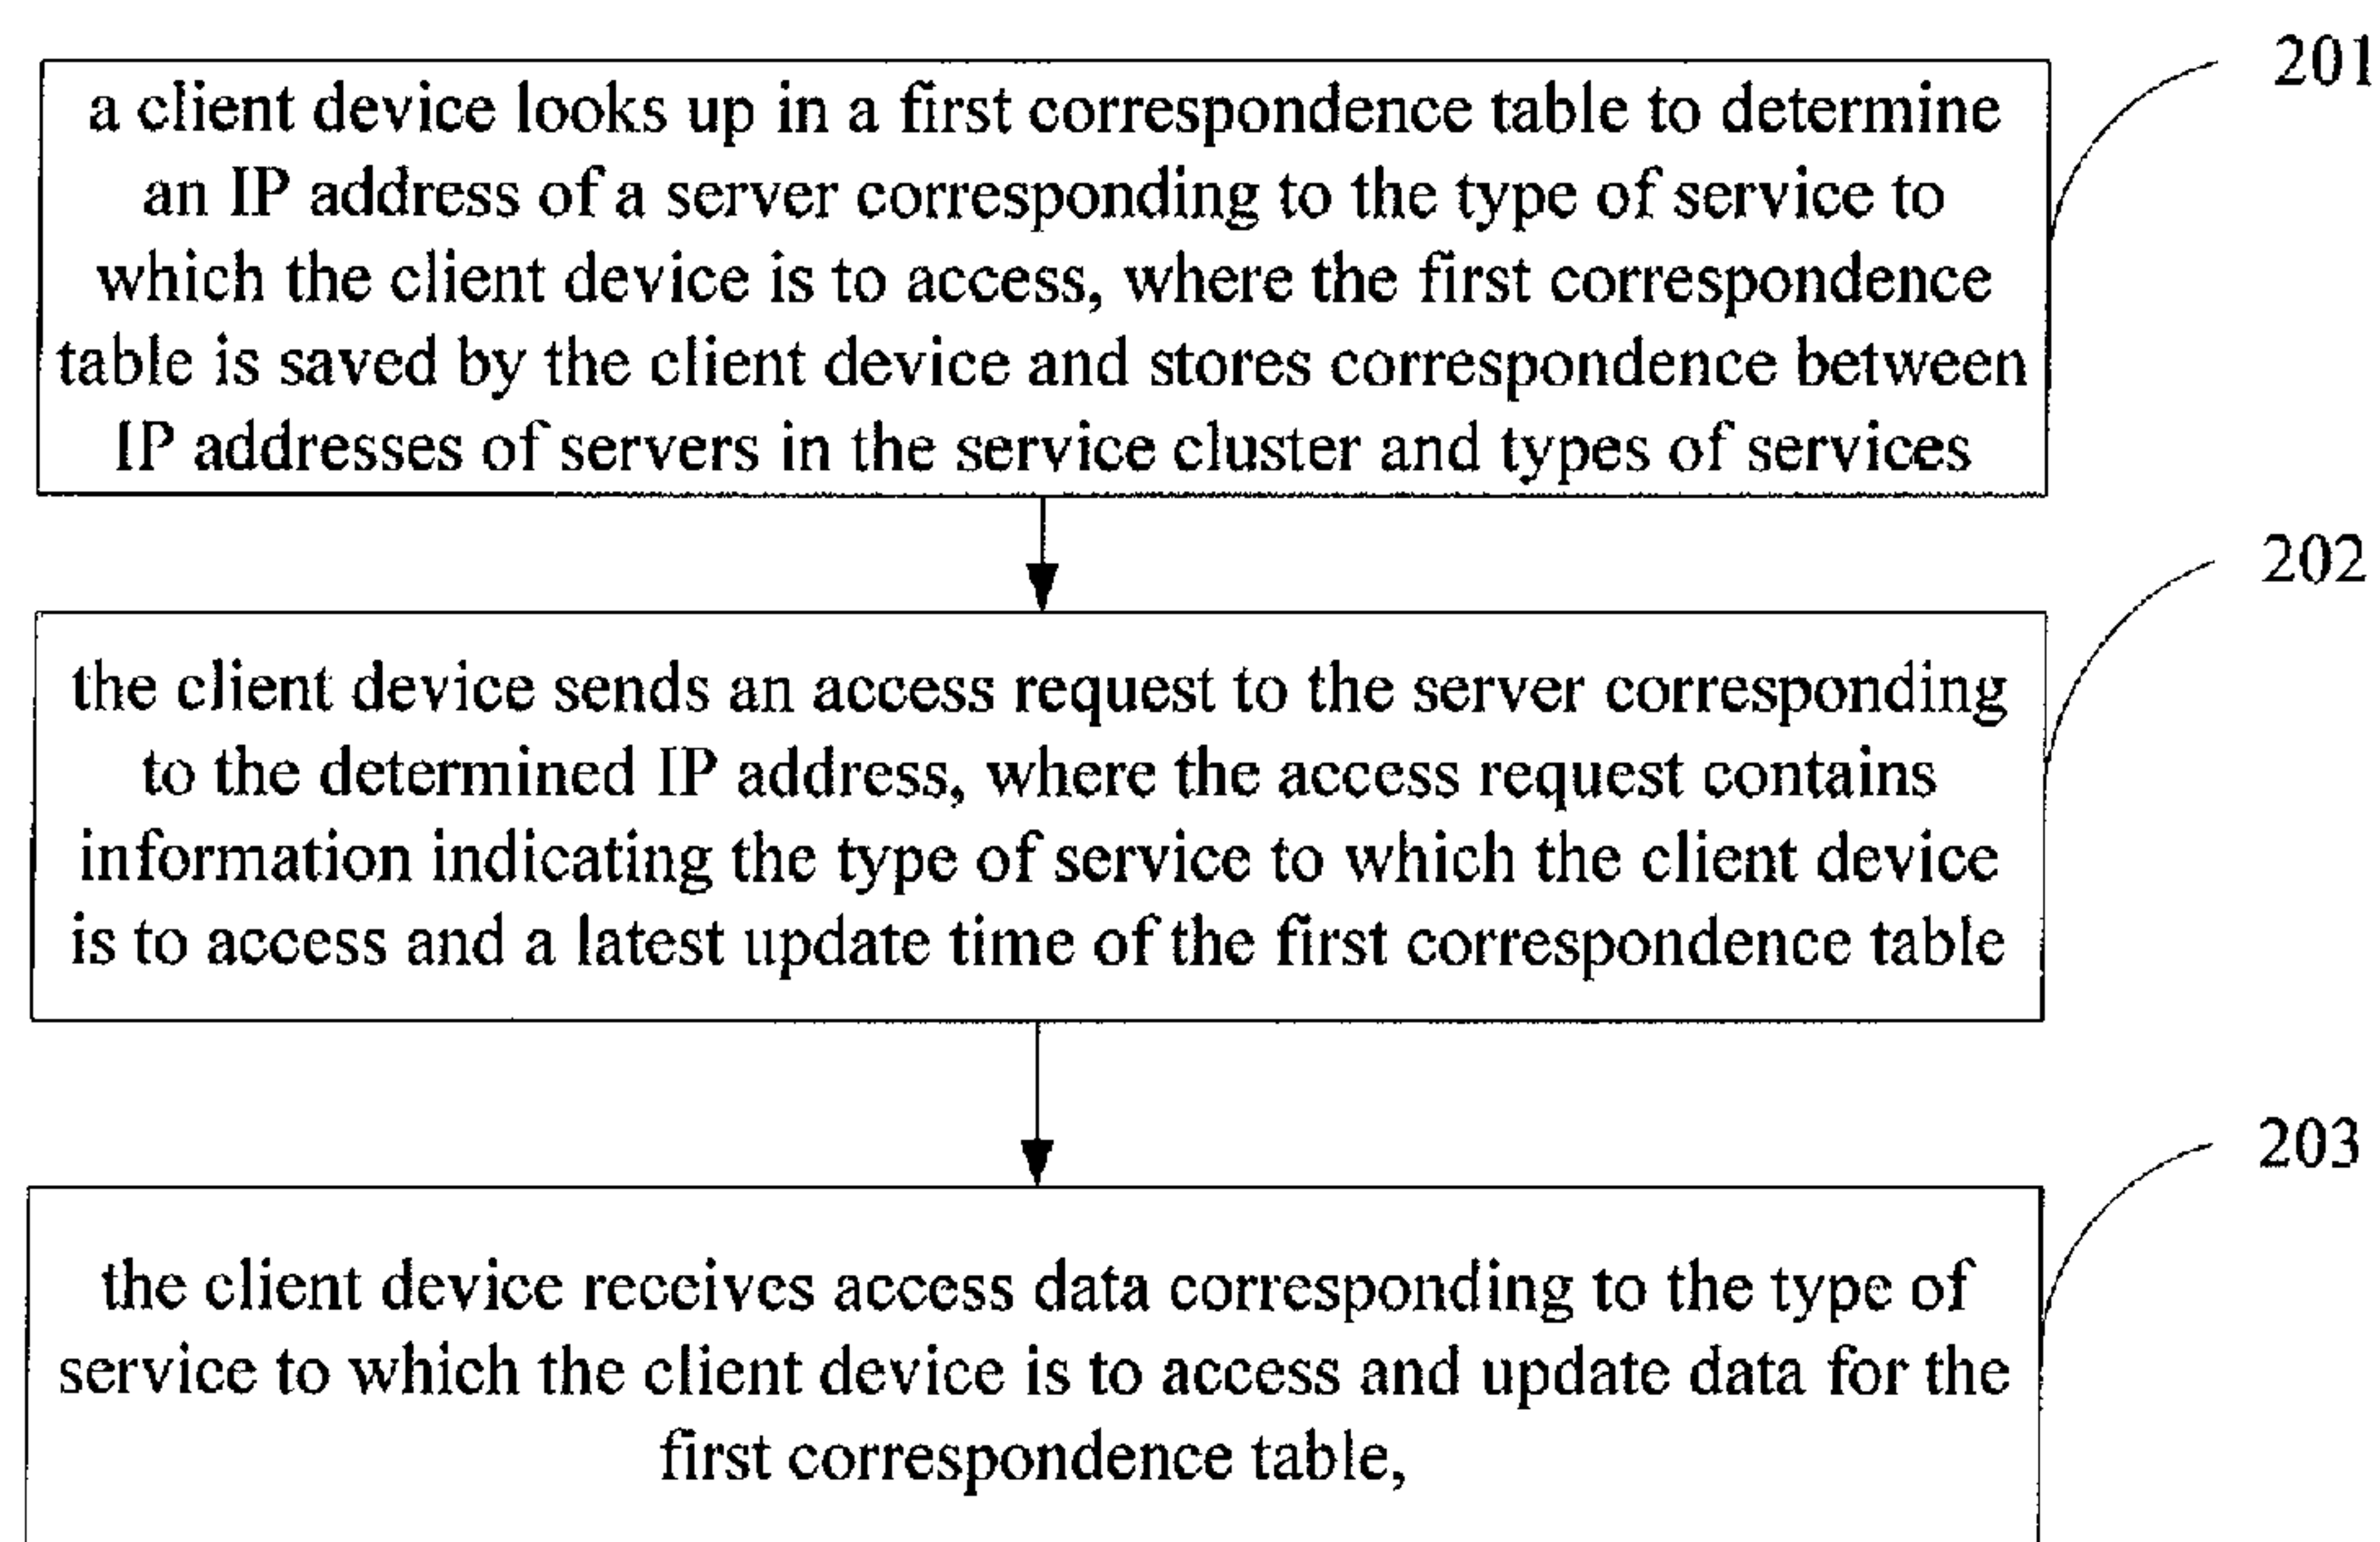 201
a client device looks up in a first correspondence table to determine
an IP address of a server corresponding to the type of service to
which the client device is to access, where the first correspondence
table is saved by the client device and stores correspondence between
IP addresses of servers in the service cluster and types of services
202
the client device sends an access request to the server corresponding
to the determined IP address, where the access request contains
information indicating the type of service to which the client device
is to access and a latest update time of the first correspondence table
203
the client device receives access data corresponding to the type of
service to which the client device is to access and update data for the
first correspondence table,